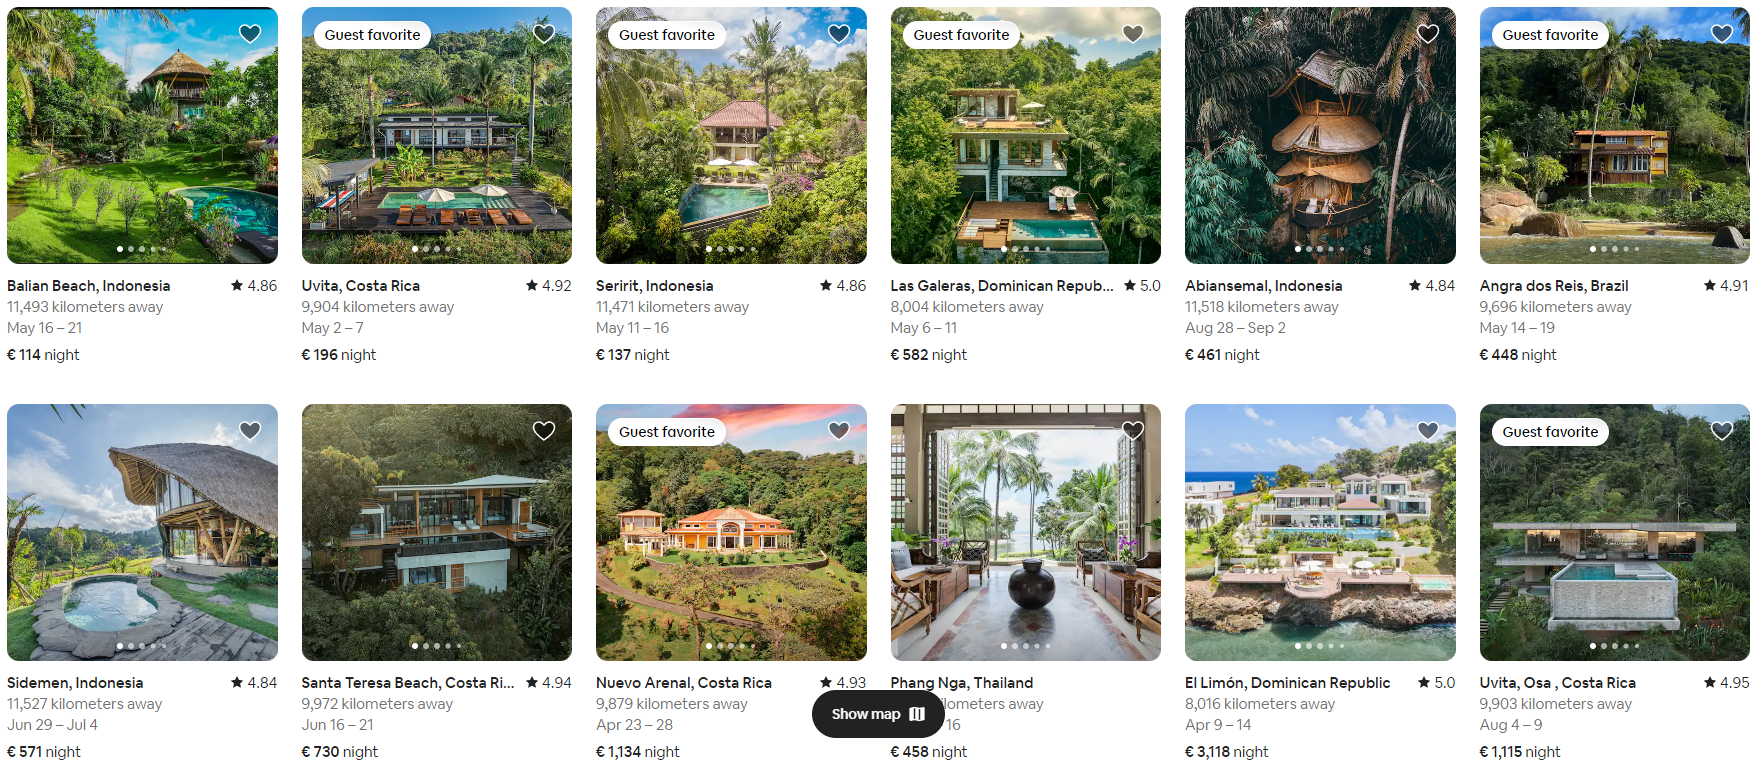 Balian Beach, Indonesia ★ 4.86
11,493 kilometers away
May 16 – 21
€ 114 night
Guest favorite
Uvita, Costa Rica ★ 4.92
9,904 kilometers away
May 2 – 7
€ 196 night
Guest favorite
Seririt, Indonesia ★ 4.86
11,471 kilometers away
May 11 – 16
€ 137 night
Guest favorite
Las Galeras, Dominican Repub... ★ 5.0
8,004 kilometers away
May 6 – 11
€ 582 night
Abiansemal, Indonesia ★ 4.84
11,518 kilometers away
Aug 28 – Sep 2
€ 461 night
Guest favorite
Angra dos Reis, Brazil ★ 4.91
9,696 kilometers away
May 14 – 19
€ 448 night
Sidemen, Indonesia ★ 4.84
11,527 kilometers away
Jun 29 – Jul 4
€ 571 night
Santa Teresa Beach, Costa Ri... ★ 4.94
9,972 kilometers away
Jun 16 – 21
€ 730 night
Guest favorite
Nuevo Arenal, Costa Rica ★ 4.93
9,879 kilometers away
Apr 23 – 28
€ 1,134 night
Phang Nga, Thailand
away
16
€ 458 night
El Limón, Dominican Republic ★ 5.0
8,016 kilometers away
Apr 9 – 14
€ 3,118 night
Guest favorite
Uvita, Osa , Costa Rica ★ 4.95
9,903 kilometers away
Aug 4 – 9
€ 1,115 night
Show map